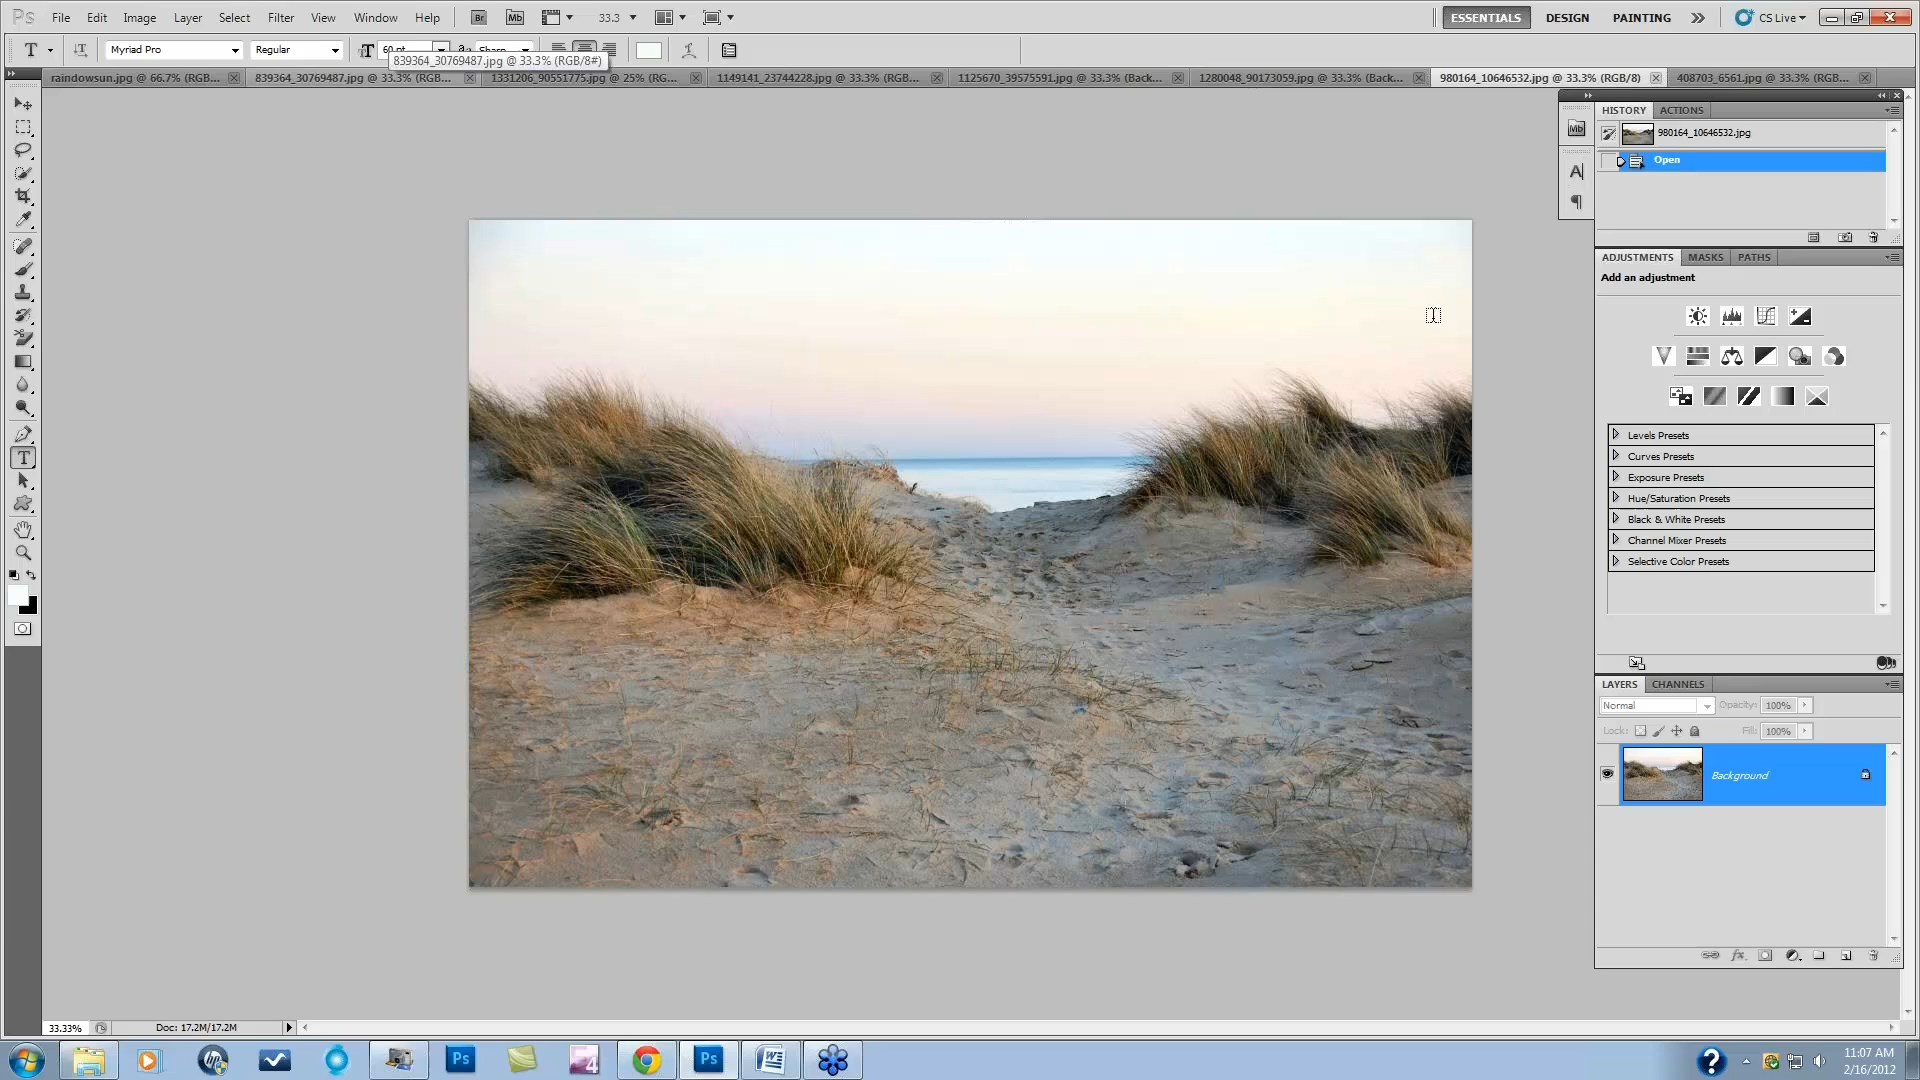 Ps File Edit Image Layer Select Filter View Window Help Br Mb 33.3 ESSENTIALS DESIGN PAINTING CS Live
T Myriad Pro Regular 60 pt Sharp
839364_30769487.jpg @ 33.3% (RGB/8#)
raindowsun.jpg @ 66.7% (RGB... 839364_30769487.jpg @ 33.3% (RGB... 1331206_90551775.jpg @ 25% (RG... 1149141_23744228.jpg @ 33.3% (RGB... 1125670_39575591.jpg @ 33.3% (Back... 1280048_90173059.jpg @ 33.3% (Back... 980164_10646532.jpg @ 33.3% (RGB/8) 408703_6561.jpg @ 33.3% (RGB...
HISTORY ACTIONS
Mb 980164_10646532.jpg
Open
A
ADJUSTMENTS MASKS PATHS
Add an adjustment
Levels Presets
Curves Presets
Exposure Presets
Hue/Saturation Presets
Black & White Presets
Channel Mixer Presets
Selective Color Presets
LAYERS CHANNELS
Normal Opacity: 100%
Lock: Fill: 100%
Background
33.33% Doc: 17.2M/17.2M
11:07 AM
2/16/2012